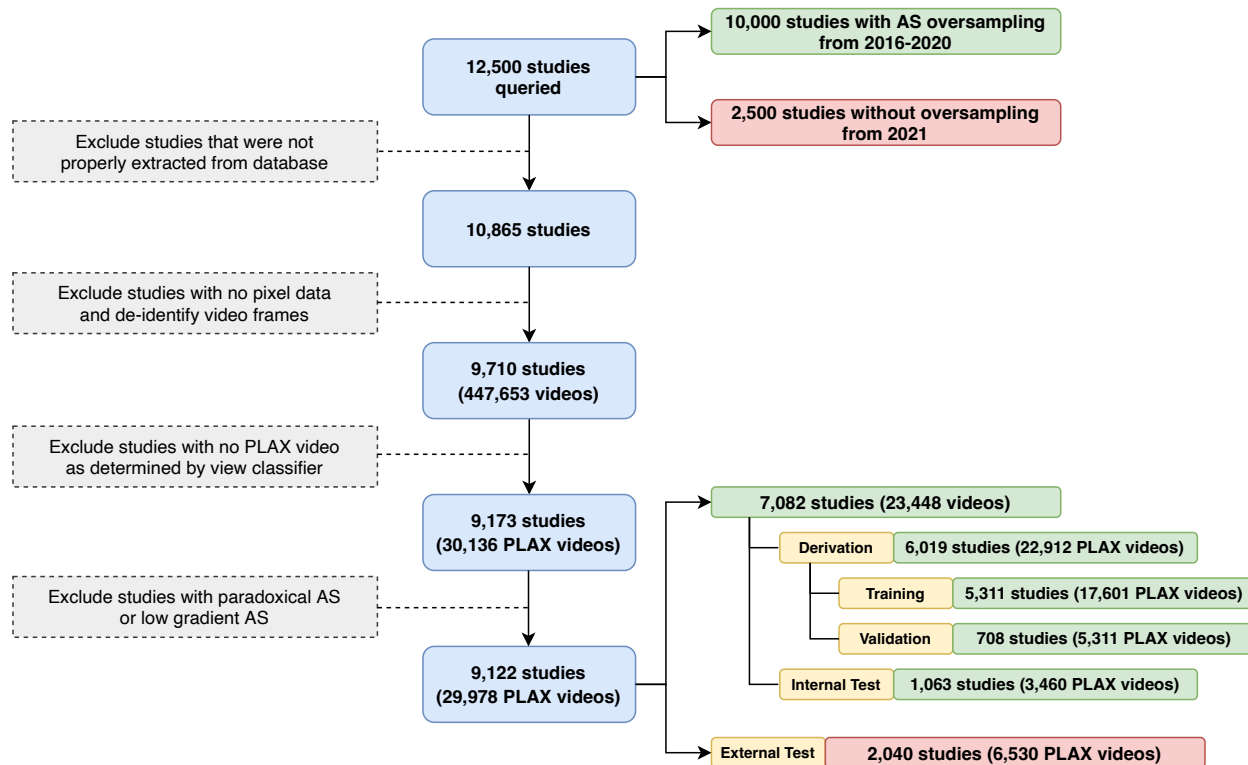 10,000 studies with AS oversampling
from 2016-2020
12,500 studies
queried
2,500 studies without oversampling
from 2021
Exclude studies that were not
properly extracted from database
10,865 studies
Exclude studies with no pixel data
and de-identify video frames
9,710 studies
(447,653 videos)
Exclude studies with no PLAX video
as determined by view classifier
9,173 studies
(30,136 PLAX videos)
7,082 studies (23,448 videos)
Derivation
6,019 studies (22,912 PLAX videos)
Training
5,311 studies (17,601 PLAX videos)
Validation
708 studies (5,311 PLAX videos)
Exclude studies with paradoxical AS
or low gradient AS
9,122 studies
(29,978 PLAX videos)
Internal Test
1,063 studies (3,460 PLAX videos)
External Test
2,040 studies (6,530 PLAX videos)